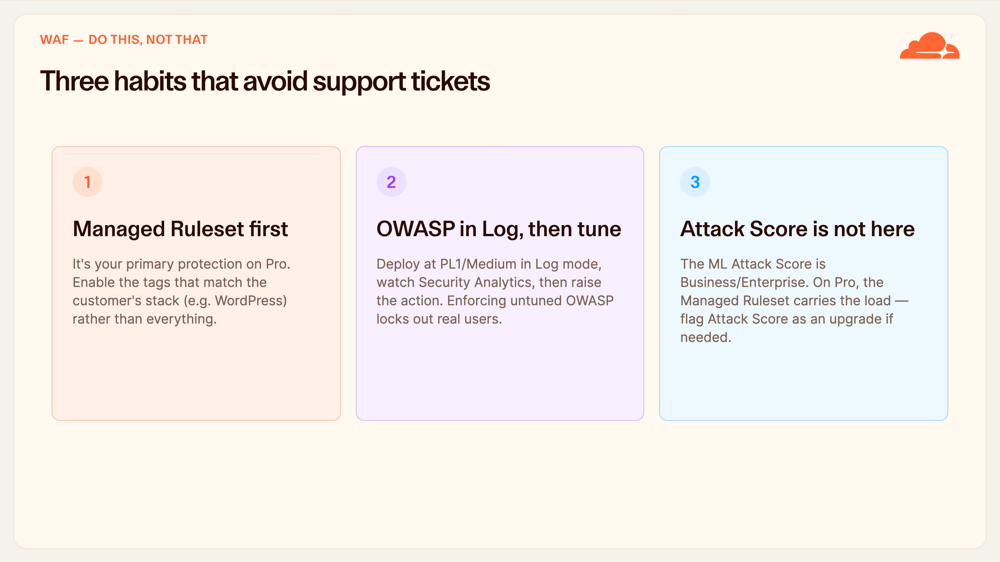 WAF — DO THIS, NOT THAT
Three habits that avoid support tickets
1
Managed Ruleset first
It's your primary protection on Pro.
Enable the tags that match the
customer's stack (e.g. WordPress)
rather than everything.
2
OWASP in Log, then tune
Deploy at PL1/Medium in Log mode,
watch Security Analytics, then raise
the action. Enforcing untuned OWASP
locks out real users.
3
Attack Score is not here
The ML Attack Score is
Business/Enterprise. On Pro, the
Managed Ruleset carries the load —
flag Attack Score as an upgrade if
needed.